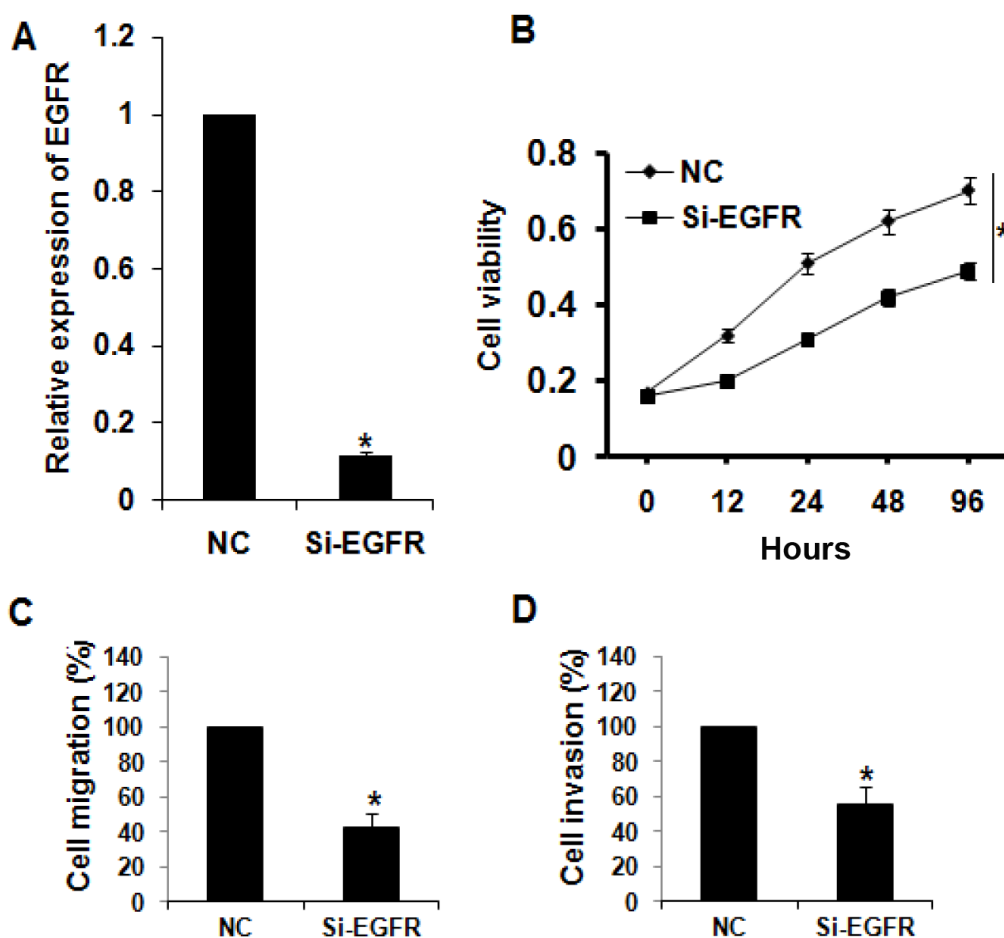 A
Relative expression of EGFR
1.2
1
0.8
0.6
0.4
0.2
0
*
NC
Si-EGFR
B
Cell viability
0.8
0.6
0.4
0.2
0
NC
Si-EGFR
*
0
12
24
48
96
Hours
C
Cell migration (%)
140
120
100
80
60
40
20
0
*
NC
Si-EGFR
D
Cell invasion (%)
140
120
100
80
60
40
20
0
*
NC
Si-EGFR